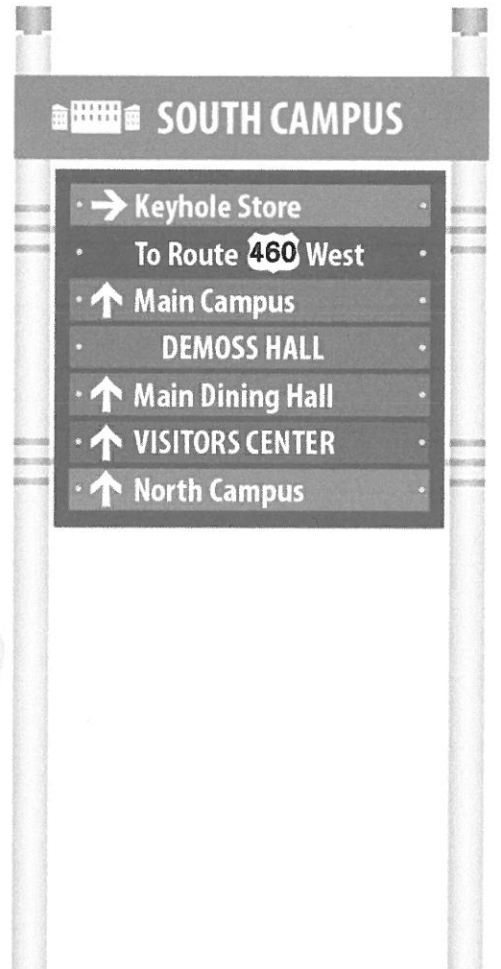 SOUTH CAMPUS
→ Keyhole Store
To Route 460 West
↑ Main Campus
DEMOSS HALL
↑ Main Dining Hall
↑ VISITORS CENTER
↑ North Campus